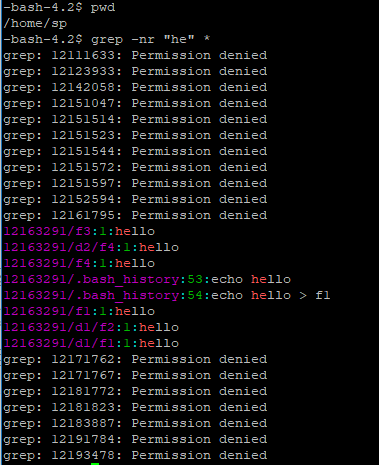 -bash-4.2$ pwd
/home/sp
-bash-4.2$ grep -nr "he" *
grep: 12111633: Permission denied
grep: 12123933: Permission denied
grep: 12142058: Permission denied
grep: 12151047: Permission denied
grep: 12151514: Permission denied
grep: 12151523: Permission denied
grep: 12151544: Permission denied
grep: 12151572: Permission denied
grep: 12151597: Permission denied
grep: 12152594: Permission denied
grep: 12161795: Permission denied
12163291/f3:1:hello
12163291/d2/f4:1:hello
12163291/f4:1:hello
12163291/.bash_history:53:echo hello
12163291/.bash_history:54:echo hello > f1
12163291/f1:1:hello
12163291/d1/f2:1:hello
12163291/d1/f1:1:hello
grep: 12171762: Permission denied
grep: 12171767: Permission denied
grep: 12181772: Permission denied
grep: 12181823: Permission denied
grep: 12183887: Permission denied
grep: 12191784: Permission denied
grep: 12193478: Permission denied